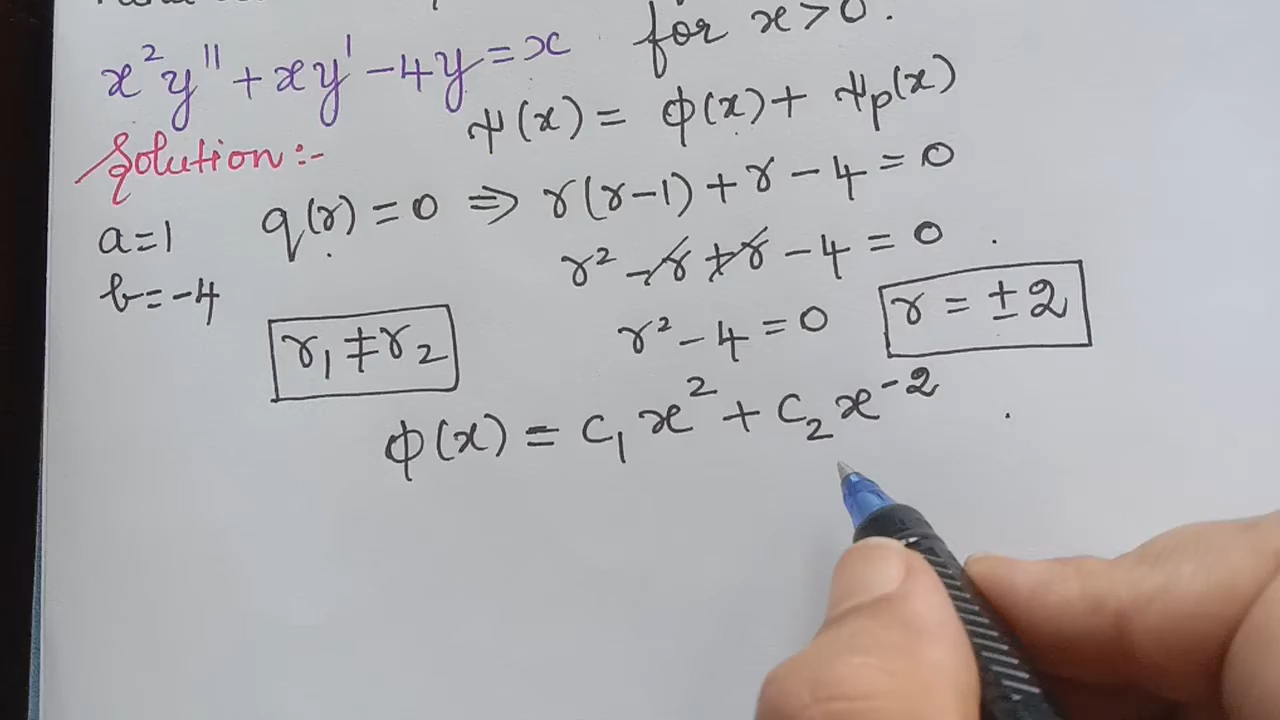 x²y'' + xy' - 4y = x for x > 0.
Solution:-
ψ(x) = φ(x) + ψp(x)
a=1 q(r) = 0 ⇒ r(r-1) + r - 4 = 0
b=-4 r² - r + r - 4 = 0
r₁ ≠ r₂ r² - 4 = 0 r = ±2
φ(x) = C₁x² + C₂x⁻²